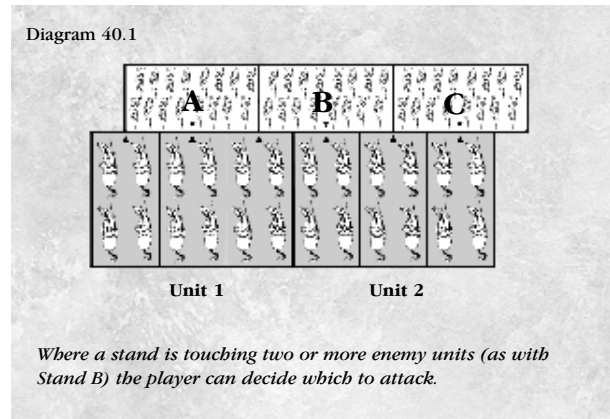 Diagram 40.1
A B C
Unit 1 Unit 2
Where a stand is touching two or more enemy units (as with
Stand B) the player can decide which to attack.